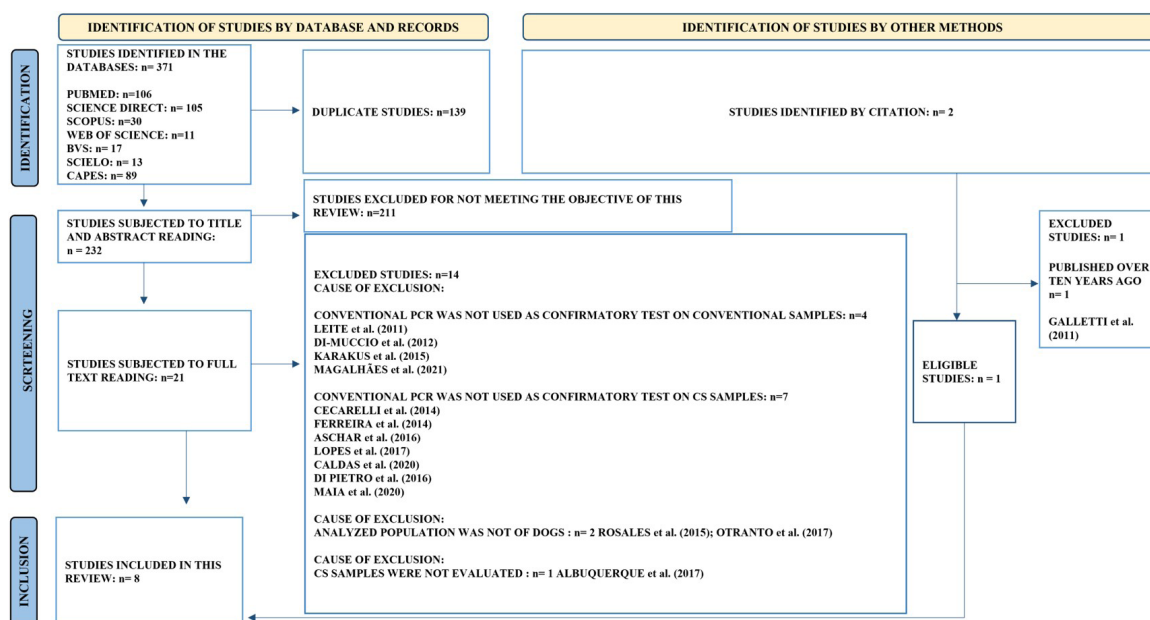 IDENTIFICATION OF STUDIES BY DATABASE AND RECORDS
IDENTIFICATION OF STUDIES BY OTHER METHODS
IDENTIFICATION
STUDIES IDENTIFIED IN THE
DATABASES: n= 371
PUBMED: n=106
SCIENCE DIRECT: n= 105
SCOPUS: n=30
WEB OF SCIENCE: n=11
BVS: n= 17
SCIELO: n= 13
CAPES: n= 89
DUPLICATE STUDIES: n=139
STUDIES IDENTIFIED BY CITATION: n= 2
SCRTEENING
STUDIES SUBJECTED TO TITLE
AND ABSTRACT READING:
n = 232
STUDIES EXCLUDED FOR NOT MEETING THE OBJECTIVE OF THIS
REVIEW: n=211
STUDIES SUBJECTED TO FULL
TEXT READING: n=21
EXCLUDED STUDIES: n=14
CAUSE OF EXCLUSION:
CONVENTIONAL PCR WAS NOT USED AS CONFIRMATORY TEST ON CONVENTIONAL SAMPLES: n=4
LEITE et al. (2011)
DI-MUCCIO et al. (2012)
KARAKUS et al. (2015)
MAGALHÃES et al. (2021)
CONVENTIONAL PCR WAS NOT USED AS CONFIRMATORY TEST ON CS SAMPLES: n=7
CECARELLI et al. (2014)
FERREIRA et al. (2014)
ASCHAR et al. (2016)
LOPES et al. (2017)
CALDAS et al. (2020)
DI PIETRO et al. (2016)
MAIA et al. (2020)
CAUSE OF EXCLUSION:
ANALYZED POPULATION WAS NOT OF DOGS : n= 2 ROSALES et al. (2015); OTRANTO et al. (2017)
CAUSE OF EXCLUSION:
CS SAMPLES WERE NOT EVALUATED : n= 1 ALBUQUERQUE et al. (2017)
EXCLUDED
STUDIES: n= 1
PUBLISHED OVER
TEN YEARS AGO
n= 1
GALLETTI et al.
(2011)
ELIGIBLE
STUDIES: n = 1
INCLUSION
STUDIES INCLUDED IN THIS
REVIEW: n= 8